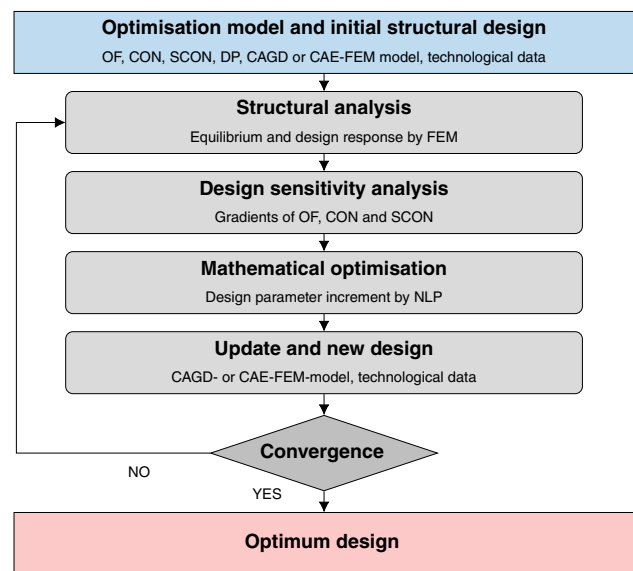 Optimisation model and initial structural design
OF, CON, SCON, DP, CAGD or CAE-FEM model, technological data
Structural analysis
Equilibrium and design response by FEM
Design sensitivity analysis
Gradients of OF, CON and SCON
Mathematical optimisation
Design parameter increment by NLP
Update and new design
CAGD- or CAE-FEM-model, technological data
Convergence
NO
YES
Optimum design